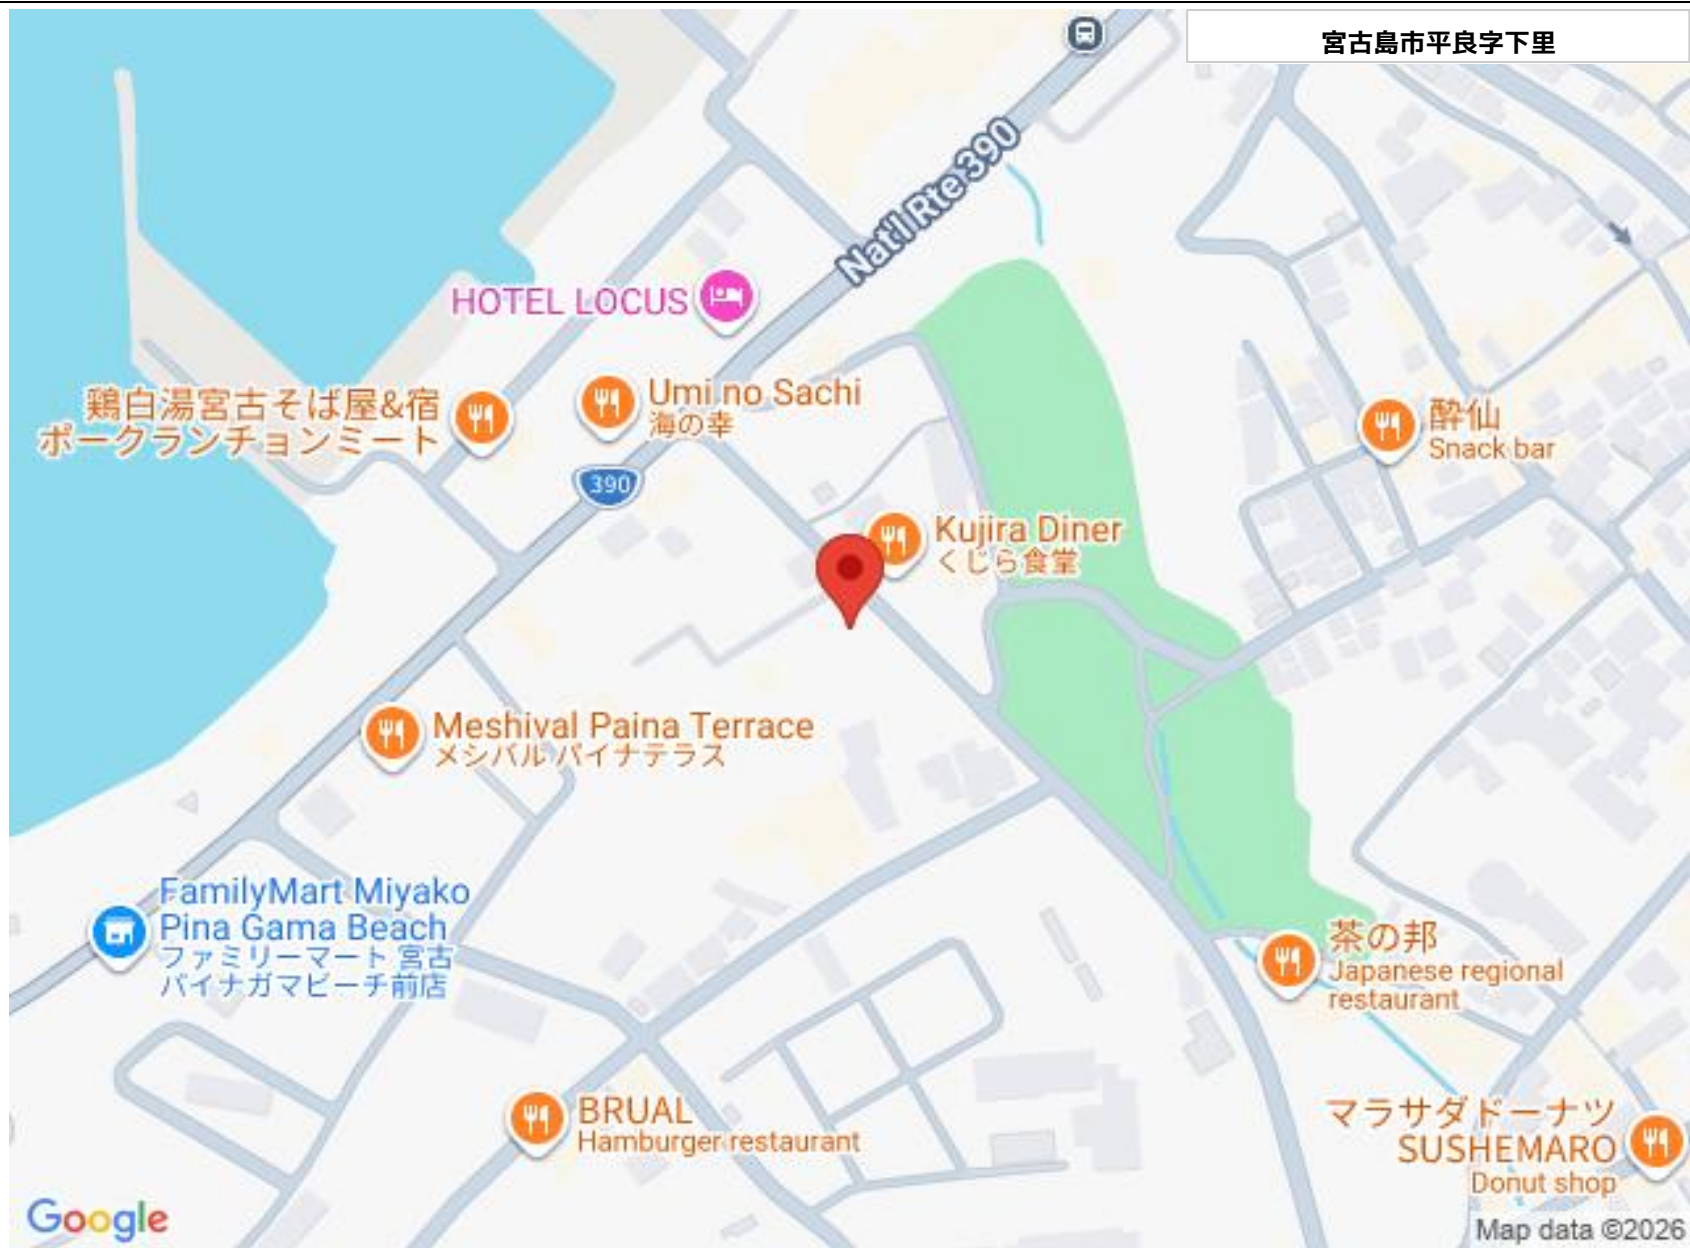 宮古島市平良字下里
Nat'l Rte 390
HOTEL LOCUS
鶏白湯宮古そば屋&宿
ポークランチョンミート
Umi no Sachi
海の幸
390
酔仙
Snack bar
Kujira Diner
くじら食堂
Meshival Paina Terrace
メシバル パイナテラス
FamilyMart Miyako
Pina Gama Beach
ファミリーマート 宮古
パイナガマビーチ前店
茶の邦
Japanese regional
restaurant
BRUAL
Hamburger restaurant
マラサダドーナツ
SUSHEMARO
Donut shop
Google
Map data ©2026